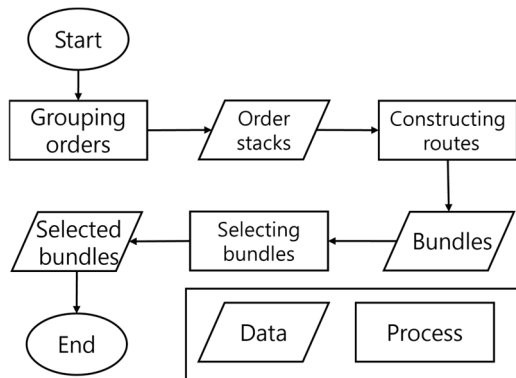 Start
Grouping
orders
Order
stacks
Constructing
routes
Bundles
Selecting
bundles
Selected
bundles
End
Data
Process